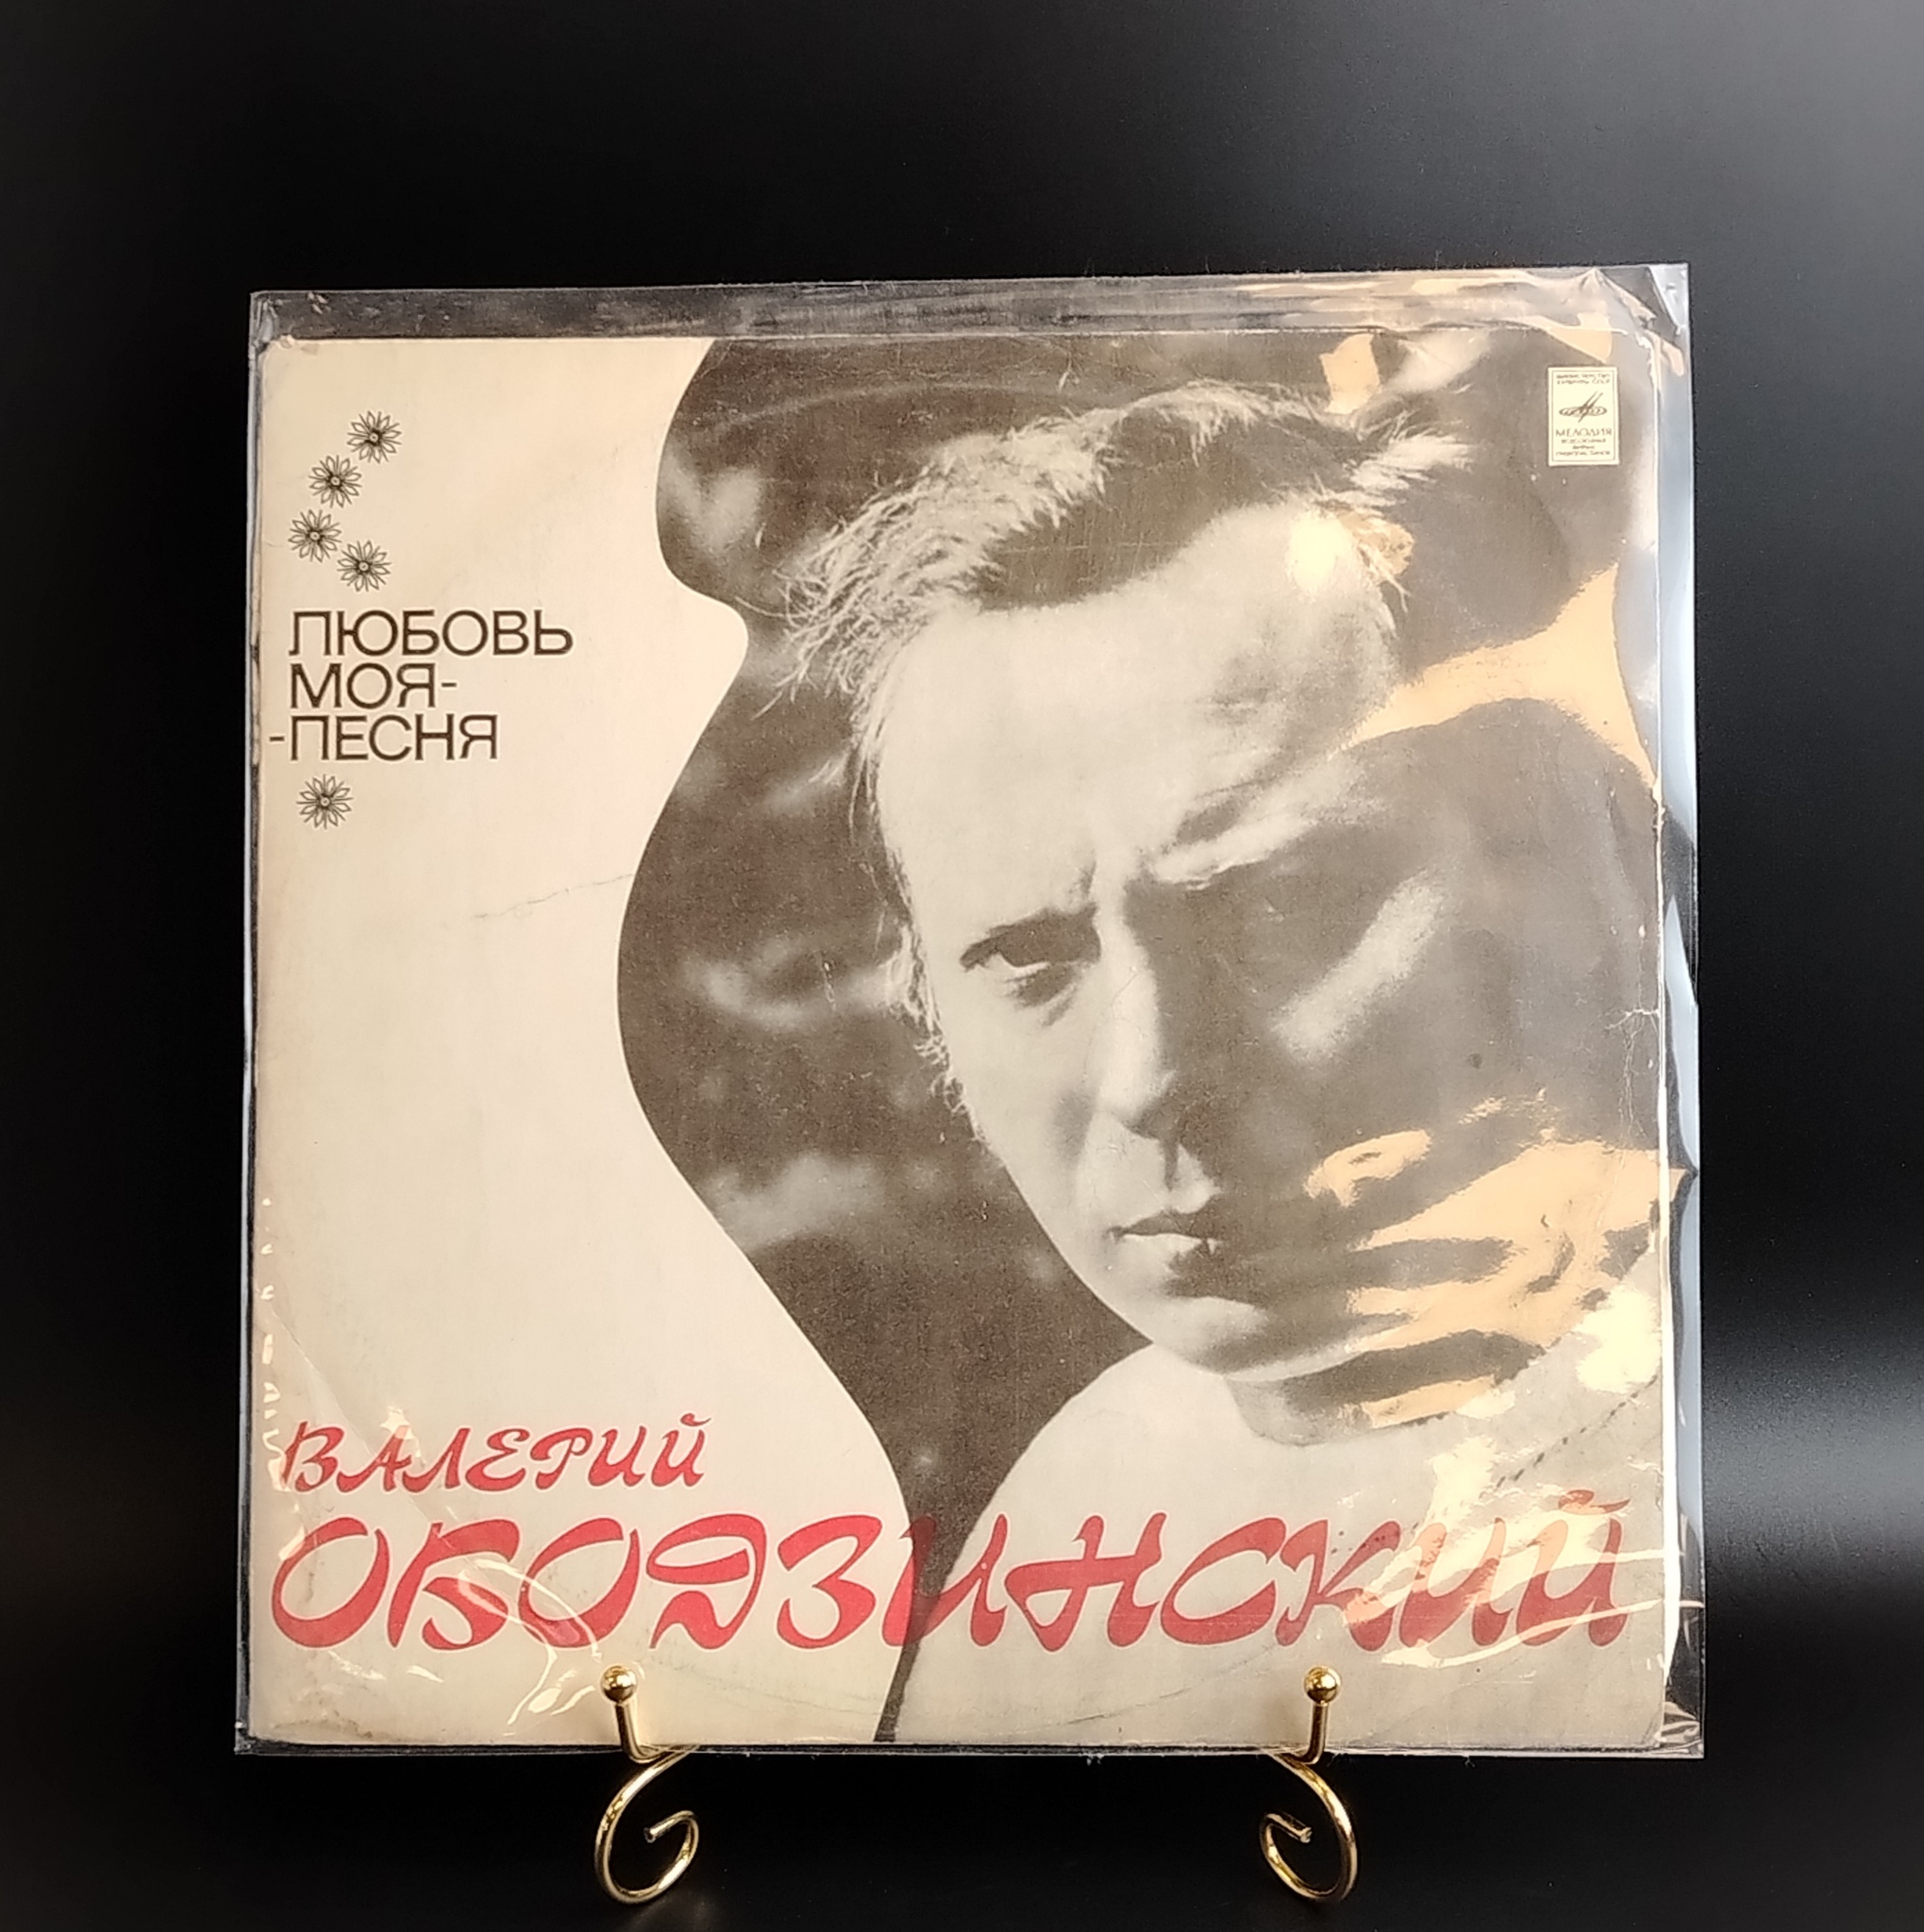 МЕЛОДИЯ
ЛЮБОВЬ
МОЯ-
-ПЕСНЯ
ВАЛЕРИЙ
ОБОДЗИНСКИЙ